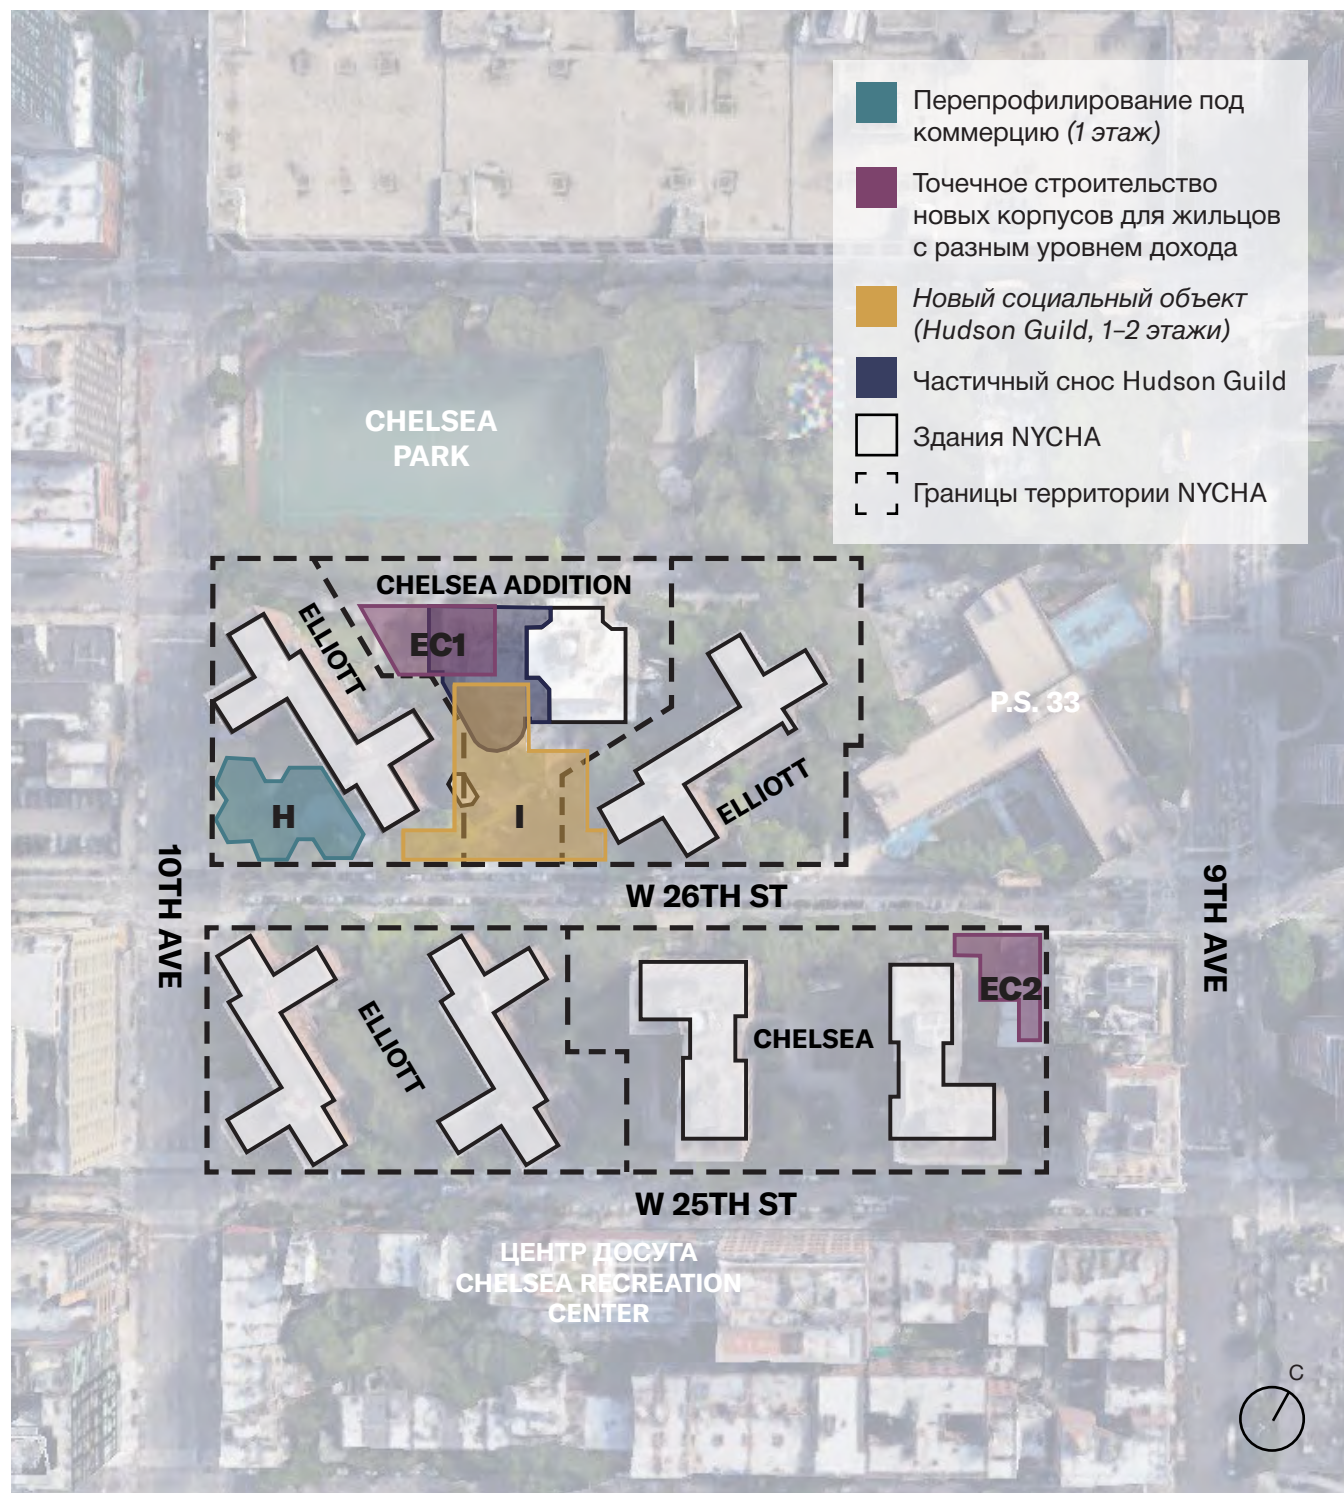 Перепрофилирование под
коммерцию (1 этаж)
Точечное строительство
новых корпусов для жильцов
с разным уровнем дохода
Новый социальный объект
(Hudson Guild, 1–2 этажи)
Частичный снос Hudson Guild
Здания NYCHA
Границы территории NYCHA
CHELSEA
PARK
CHELSEA ADDITION
ELLIOTT
EC1
P.S. 33
ELLIOTT
H
I
10TH AVE
W 26TH ST
9TH AVE
EC2
ELLIOTT
CHELSEA
W 25TH ST
ЦЕНТР ДОСУГА
CHELSEA RECREATION
CENTER
С